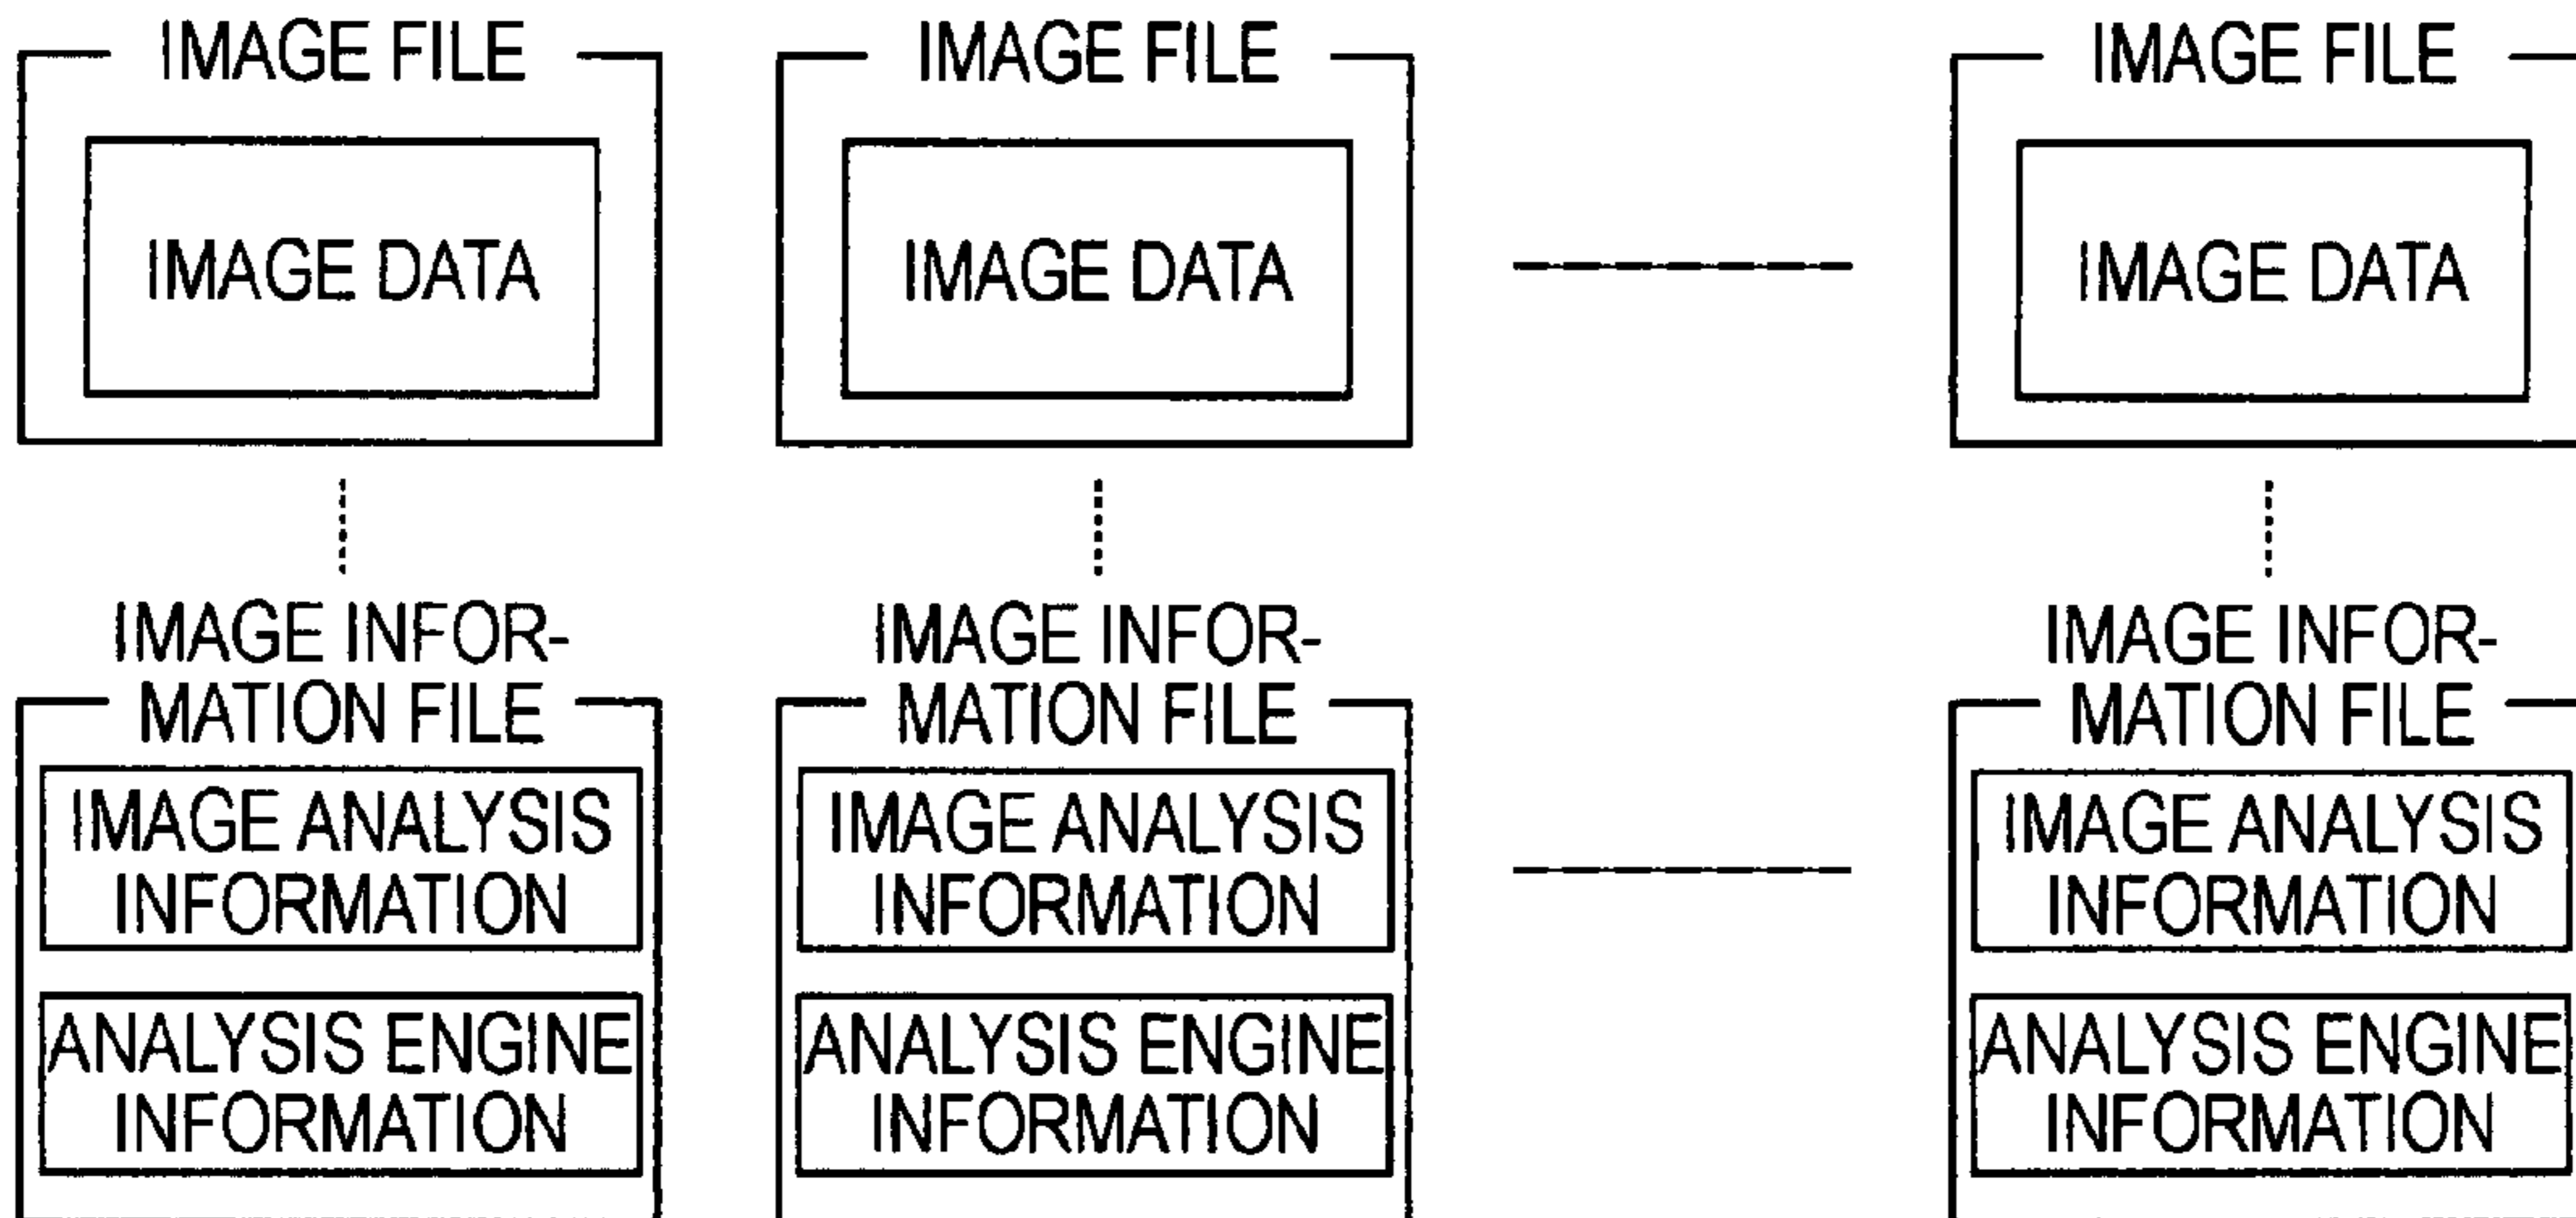 IMAGE FILE
IMAGE DATA
IMAGE INFOR-
MATION FILE
IMAGE ANALYSIS
INFORMATION
ANALYSIS ENGINE
INFORMATION
IMAGE FILE
IMAGE DATA
IMAGE INFOR-
MATION FILE
IMAGE ANALYSIS
INFORMATION
ANALYSIS ENGINE
INFORMATION
IMAGE FILE
IMAGE DATA
IMAGE INFOR-
MATION FILE
IMAGE ANALYSIS
INFORMATION
ANALYSIS ENGINE
INFORMATION